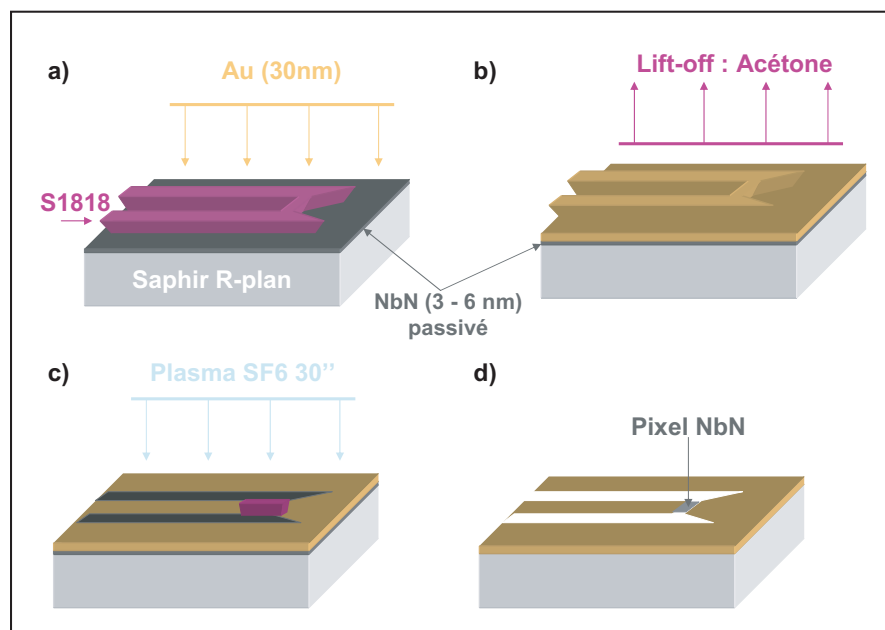 a)
Au (30nm)
b)
Lift-off : Acétone
S1818
Saphir R-plan
NbN (3 - 6 nm)
passivé
c)
Plasma SF6 30’’
d)
Pixel NbN